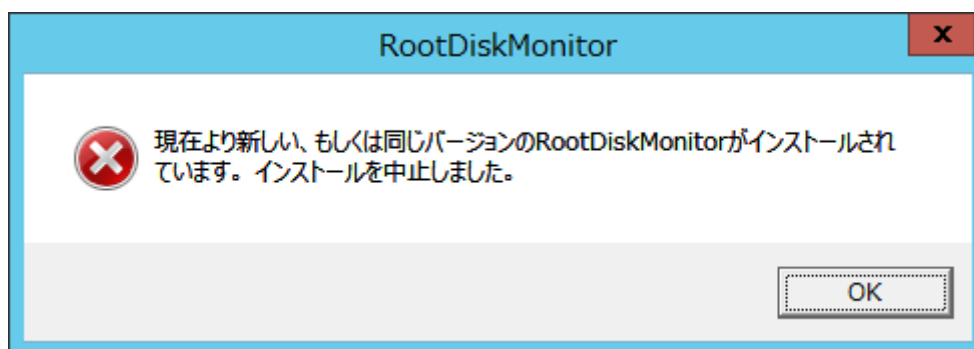 RootDiskMonitor
x
現在より新しい、もしくは同じバージョンのRootDiskMonitorがインストールされ
ています。インストールを中止しました。
OK